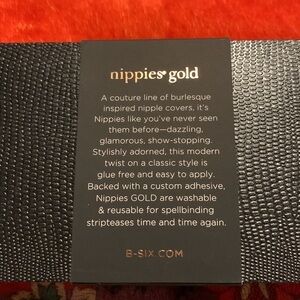 nippies® gold
A couture line of burlesque
inspired nipple covers, it's
Nippies like you've never seen
them before—dazzling,
glamorous, show-stopping.
Stylishly adorned, this modern
twist on a classic style is
glue free and easy to apply.
Backed with a custom adhesive,
Nippies GOLD are washable
& reusable for spellbinding
stripteases time and time again.
B-SIX.COM